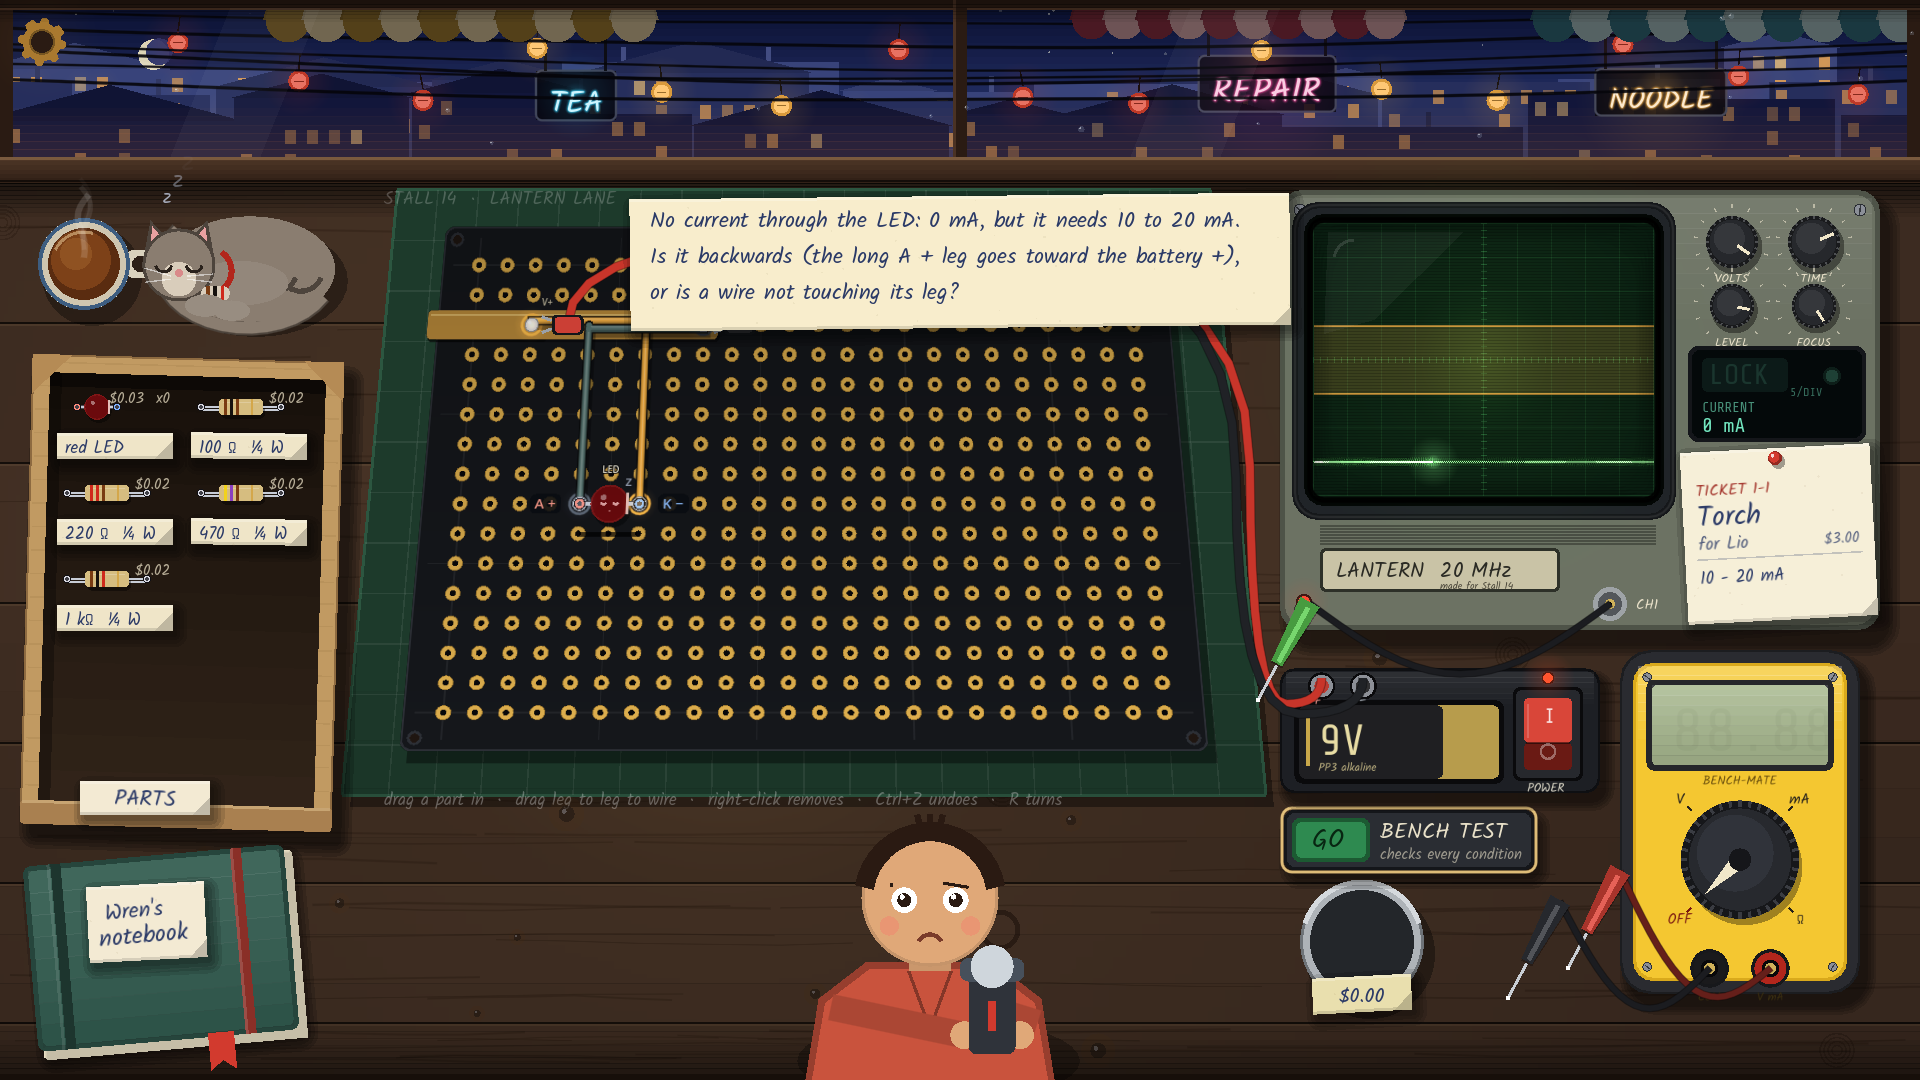 TEA
REPAIR
NOODLE
z
z
STALL 14 · LANTERN LANE
No current through the LED: 0 mA, but it needs 10 to 20 mA.
Is it backwards (the long A + leg goes toward the battery +),
or is a wire not touching its leg?
V+
VOLTS
TIME
LEVEL
FOCUS
LOCK
S/DIV
CURRENT
0 mA
$0.03 x0
$0.02
red LED
100 Ω ¼ W
$0.02
$0.02
220 Ω ¼ W
470 Ω ¼ W
$0.02
1 kΩ ¼ W
PARTS
LED
z
A +
K −
TICKET 1-1
Torch
for Lio
$3.00
10 - 20 mA
LANTERN 20 MHz
made for Stall 14
CH1
9V
PP3 alkaline
I
POWER
BENCH-MATE
V
mA
OFF
Ω
drag a part in · drag leg to leg to wire · right-click removes · Ctrl+Z undoes · R turns
GO
BENCH TEST
checks every condition
Wren's
notebook
$0.00